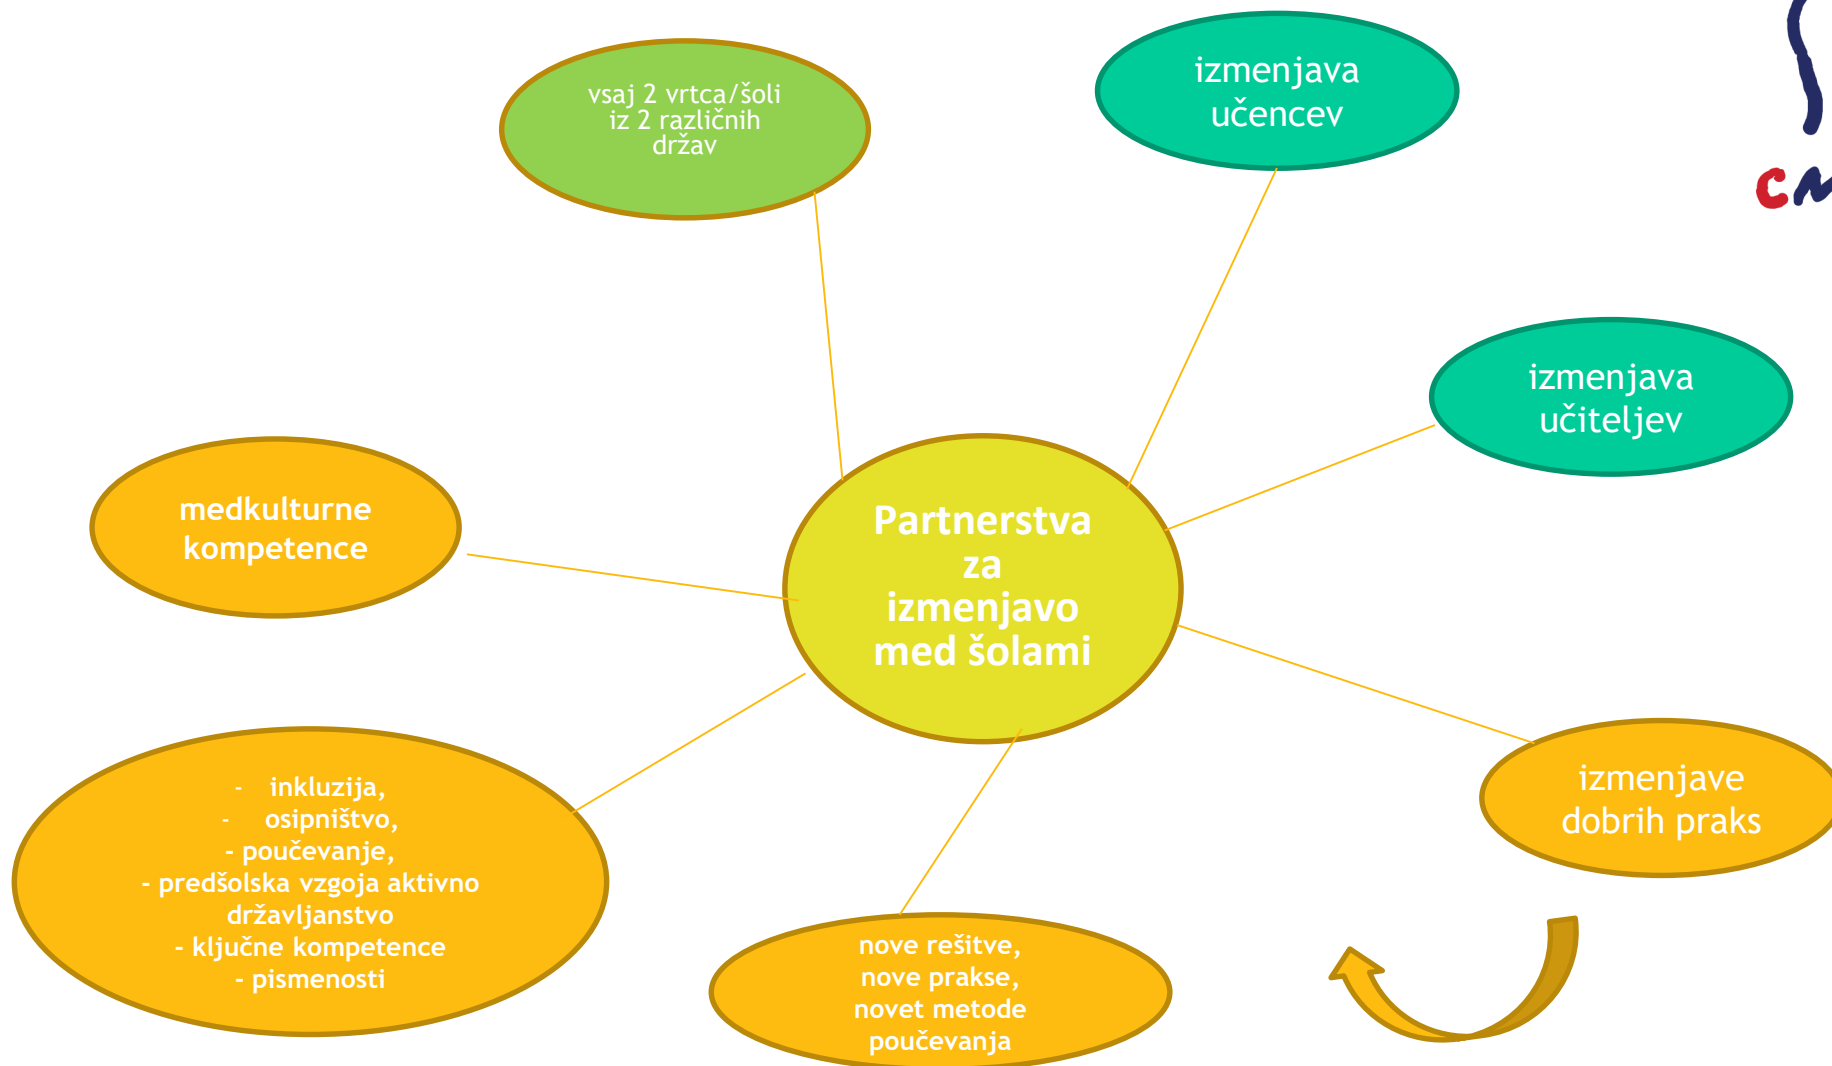 vsaj 2 vrtca/šoli
iz 2 različnih
držav
izmenjava
učencev
izmenjava
učiteljev
medkulturne
kompetence
Partnerstva
za
izmenjavo
med šolami
izmenjave
dobrih praks
- inkluzija,
- osipništvo,
- poučevanje,
- predšolska vzgoja aktivno
državljanstvo
- ključne kompetence
- pismenosti
nove rešitve,
nove prakse,
novet metode
poučevanja